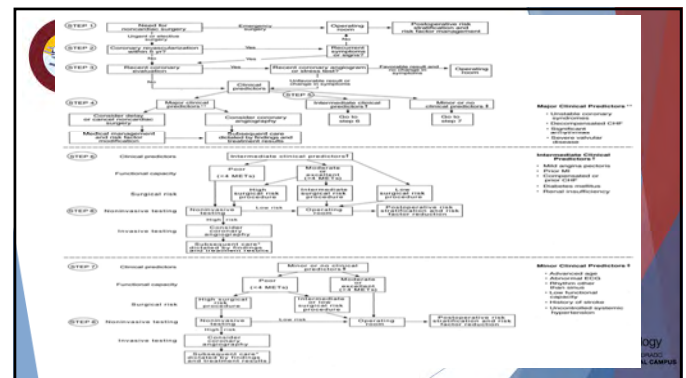 STEP 1
Need for
noncardiac surgery
Emergency
surgery
Operating
room
Postoperative risk
stratification and
risk factor management
Urgent or elective
surgery
STEP 2
Coronary revascularization
within 5 yr?
Yes
Recurrent
symptoms
or signs?
No
Yes
STEP 3
Recent coronary
evaluation
Yes
Recent coronary angiogram
or stress test?
Favorable result and
no change in
symptoms
Operating
room
No
Clinical
predictors
Unfavorable result
or change in symptoms
STEP 4
Major clinical
predictors**
Intermediate clinical
predictors†
Minor or no
clinical predictors‡
Consider delay
or cancel noncardiac
surgery
Consider coronary
angiography
Go to
step 6
Go to
step 7
Medical management
and risk factor
modification
Subsequent care
dictated by findings and
treatment results
Major Clinical Predictors**
• Unstable coronary
syndromes
• Decompensated CHF
• Significant
arrhythmias
• Severe valvular
disease
Clinical predictors
Intermediate clinical predictors†
Functional capacity
Poor
(<4 METs)
Moderate
or
excellent
(>4 METs)
Surgical risk
High
surgical risk
procedure
Intermediate
surgical risk
procedure
Low
surgical risk
procedure
Noninvasive testing
Noninvasive
testing
Low risk
Operating
room
Postoperative risk
stratification and risk
factor reduction
High risk
Invasive testing
Consider
coronary
angiography
Subsequent care*
dictated by findings
and treatment results
Intermediate Clinical
Predictors†
• Mild angina pectoris
• Prior MI
• Compensated or
prior CHF
• Diabetes mellitus
• Renal insufficiency
STEP 7
Clinical predictors
Minor or no clinical
predictors‡
Functional capacity
Poor
(<4 METs)
Moderate
or
excellent
(>4 METs)
Surgical risk
High surgical
risk
procedure
Intermediate
or low
surgical risk
procedure
STEP 8
Noninvasive testing
Noninvasive
testing
Low risk
Operating
room
Postoperative risk
stratification and risk
factor reduction
High risk
Invasive testing
Consider
coronary
angiography
Subsequent care*
dictated by findings
and treatment results
Minor Clinical Predictors‡
• Advanced age
• Abnormal ECG
• Rhythm other
than sinus
• Low functional
capacity
• History of stroke
• Uncontrolled systemic
hypertension
logy
AL CAMPUS